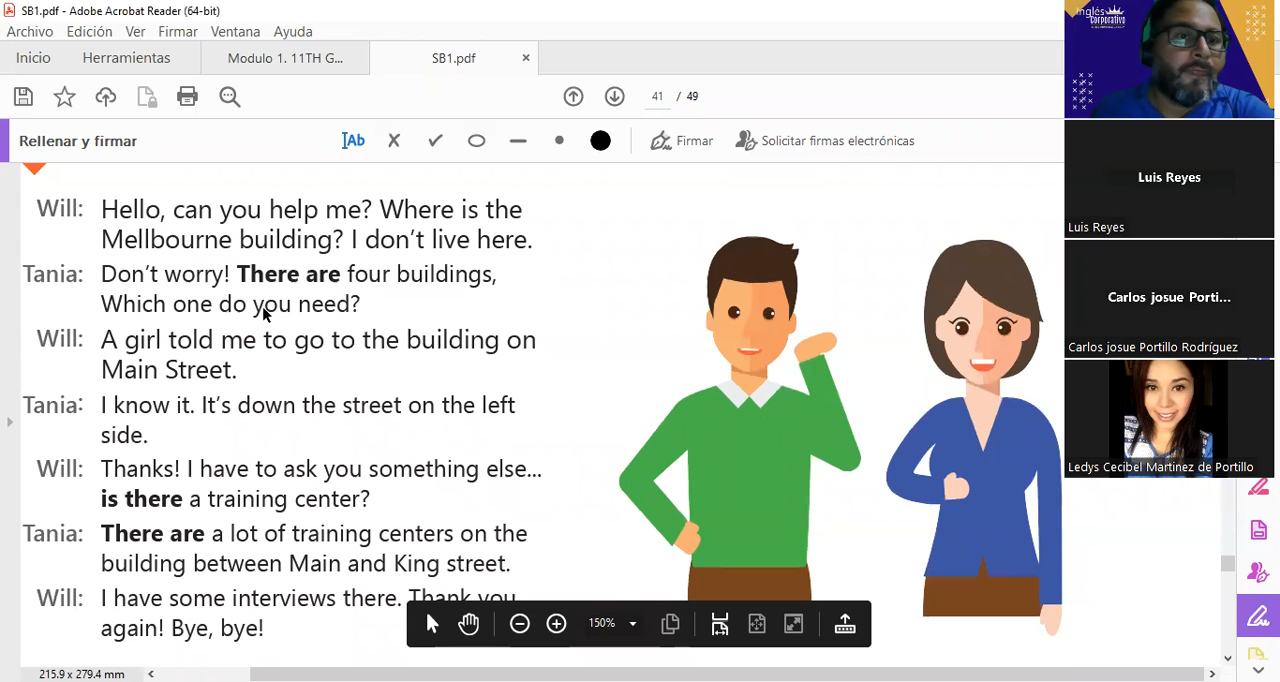 SB1.pdf - Adobe Acrobat Reader (64-bit)
Archivo Edición Ver Firmar Ventana Ayuda
Inicio Herramientas Modulo 1. 11TH G... SB1.pdf ×
41 / 49
Rellenar y firmar
Ab
Firmar
Solicitar firmas electrónicas
Will: Hello, can you help me? Where is the
Mellbourne building? I don't live here.
Tania: Don't worry! There are four buildings,
Which one do you need?
Will: A girl told me to go to the building on
Main Street.
Tania: I know it. It's down the street on the left
side.
Will: Thanks! I have to ask you something else...
is there a training center?
Tania: There are a lot of training centers on the
building between Main and King street.
Will: I have some interviews there. Thank you
again! Bye, bye!
150%
215.9 x 279.4 mm
Inglés
Corporativo
Luis Reyes
Luis Reyes
Carlos josue Porti...
Carlos josue Portillo Rodríguez
Ledys Cecibel Martinez de Portillo